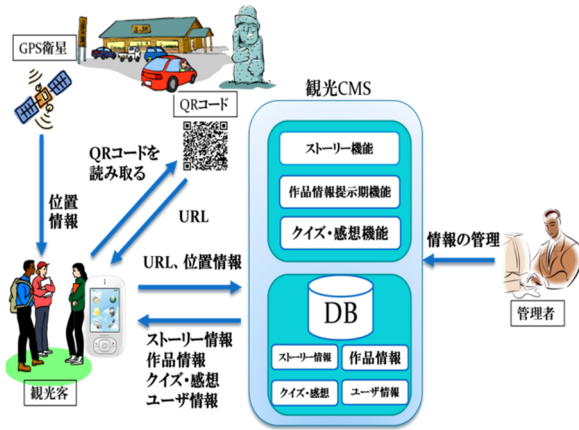 GPS衛星
QRコード
観光CMS
QRコードを
読み取る
ストーリー機能
作品情報提示期機能
クイズ・感想機能
位置
情報
URL
情報の管理
URL、位置情報
管理者
DB
ストーリー情報
作品情報
クイズ・感想
ユーザ情報
ストーリー情報
作品情報
クイズ・感想
ユーザ情報
観光客